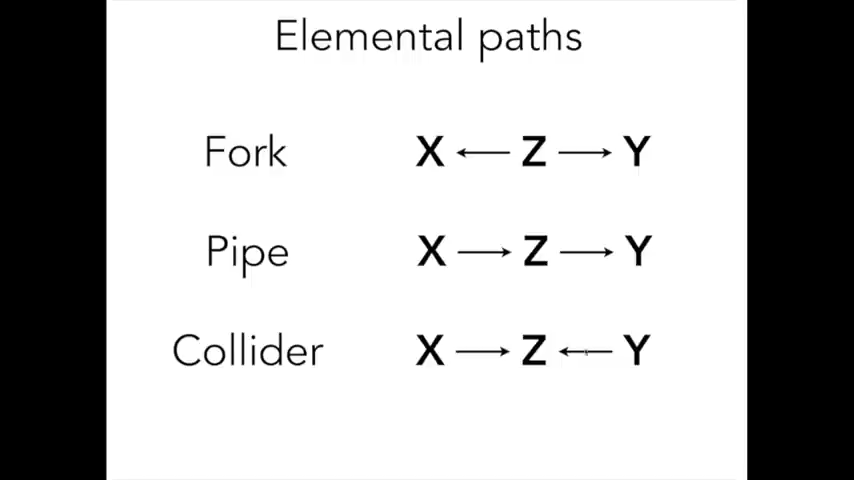 Elemental paths
Fork X ← Z → Y
Pipe X → Z → Y
Collider X → Z ← Y